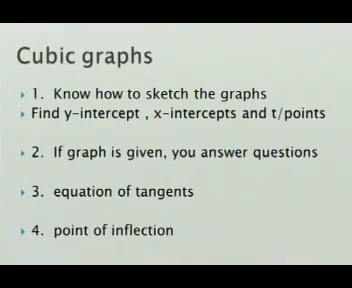 Cubic graphs
1. Know how to sketch the graphs
Find y-intercept , x-intercepts and t/points
2. If graph is given, you answer questions
3. equation of tangents
4. point of inflection